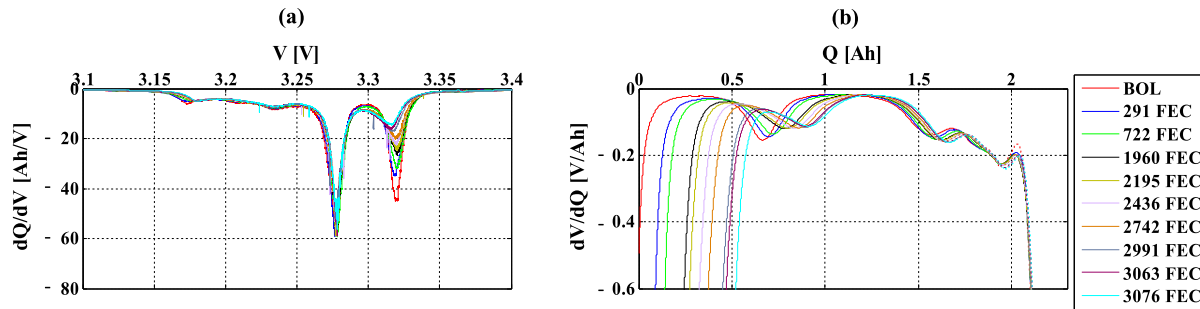 (a)
V [V]
3.1 3.15 3.2 3.25 3.3 3.35 3.4
0
- 20
- 40
- 60
- 80
dQ/dV [Ah/V]
(b)
Q [Ah]
0 0.5 1 1.5 2
0
- 0.2
- 0.4
- 0.6
dV/dQ [V/Ah]
BOL
291 FEC
722 FEC
1960 FEC
2195 FEC
2436 FEC
2742 FEC
2991 FEC
3063 FEC
3076 FEC